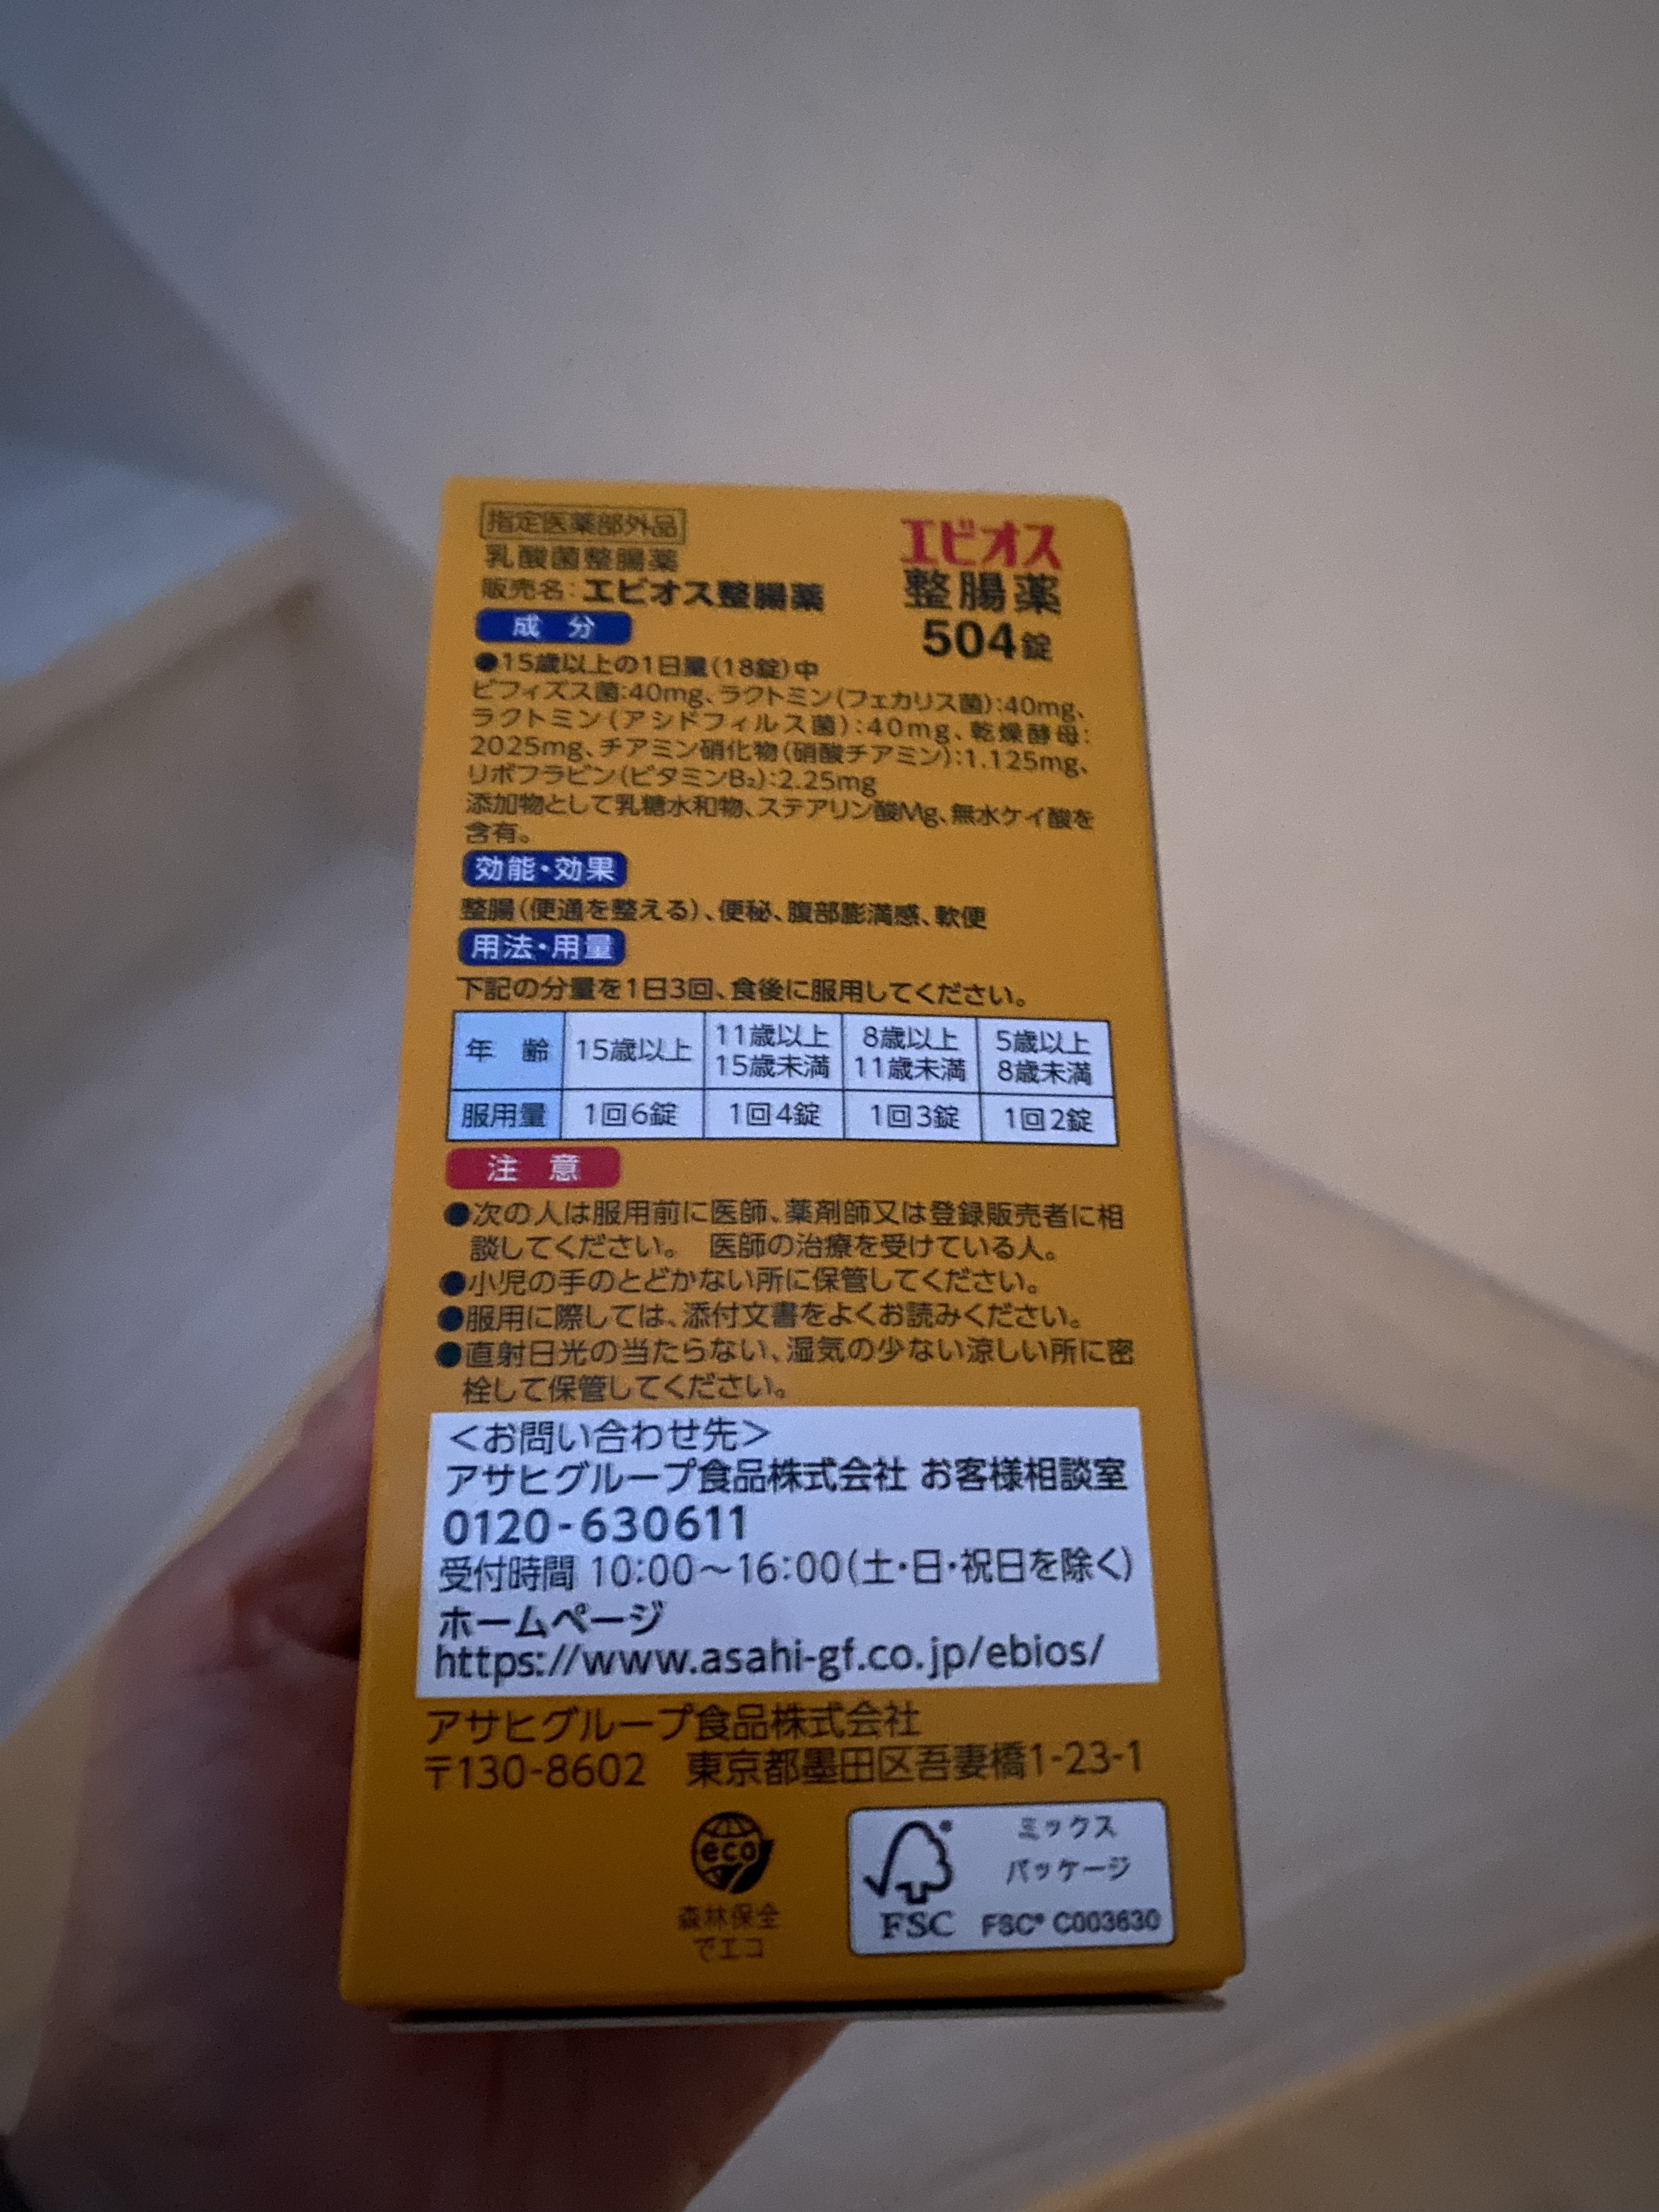 指定医薬部外品
乳酸菌整腸薬
販売名：エビオス整腸薬
エビオス
整腸薬
504錠
成　分
●15歳以上の1日量(18錠)中
ビフィズス菌:40mg、ラクトミン(フェカリス菌):40mg、
ラクトミン(アシドフィルス菌):40mg、乾燥酵母:
2025mg、チアミン硝化物(硝酸チアミン):1.125mg、
リボフラビン(ビタミンB₂):2.25mg
添加物として乳糖水和物、ステアリン酸Mg、無水ケイ酸を
含有。
効能・効果
整腸(便通を整える)、便秘、腹部膨満感、軟便
用法・用量
下記の分量を1日3回、食後に服用してください。
年　齢　15歳以上　11歳以上15歳未満　8歳以上11歳未満　5歳以上8歳未満
服用量　1回6錠　1回4錠　1回3錠　1回2錠
注　意
●次の人は服用前に医師、薬剤師又は登録販売者に相
談してください。　医師の治療を受けている人。
●小児の手のとどかない所に保管してください。
●服用に際しては、添付文書をよくお読みください。
●直射日光の当たらない、湿気の少ない涼しい所に密
栓して保管してください。
＜お問い合わせ先＞
アサヒグループ食品株式会社 お客様相談室
0120-630611
受付時間 10:00～16:00(土・日・祝日を除く)
ホームページ
https://www.asahi-gf.co.jp/ebios/
アサヒグループ食品株式会社
〒130-8602　東京都墨田区吾妻橋1-23-1
eco
森林保全
でエコ
ミックス
パッケージ
FSC
FSC® C003630